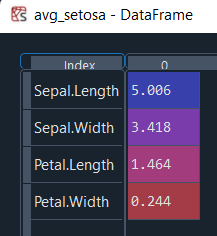 avg_setosa - DataFrame
Index 0
Sepal.Length 5.006
Sepal.Width 3.418
Petal.Length 1.464
Petal.Width 0.244